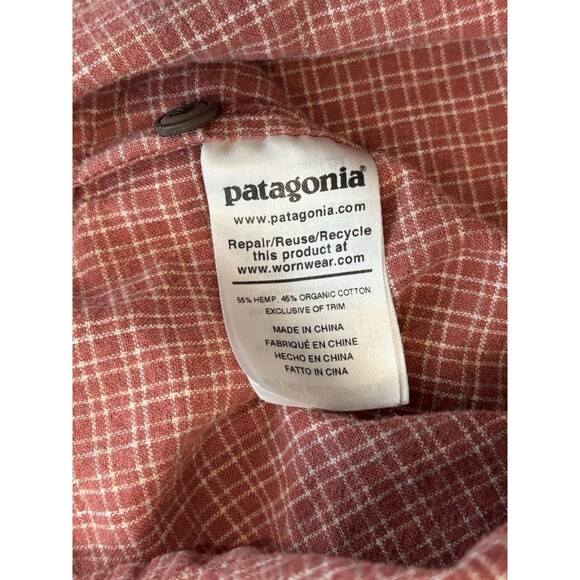 patagonia®
www.patagonia.com
Repair/Reuse/Recycle
this product at
www.wornwear.com
55% HEMP, 45% ORGANIC COTTON
EXCLUSIVE OF TRIM
MADE IN CHINA
FABRIQUÉ EN CHINE
HECHO EN CHINA
FATTO IN CINA